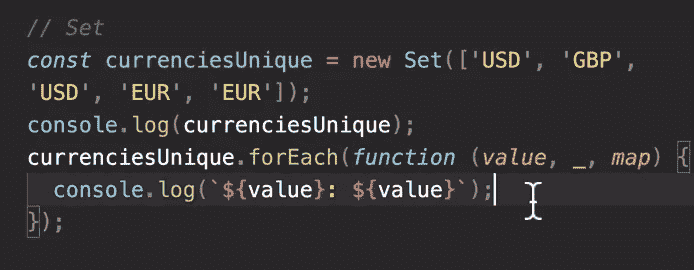 // Set
const currenciesUnique = new Set(['USD', 'GBP',
'USD', 'EUR', 'EUR']);
console.log(currenciesUnique);
currenciesUnique.forEach(function (value, _, map) {
  console.log(`${value}: ${value}`);
});